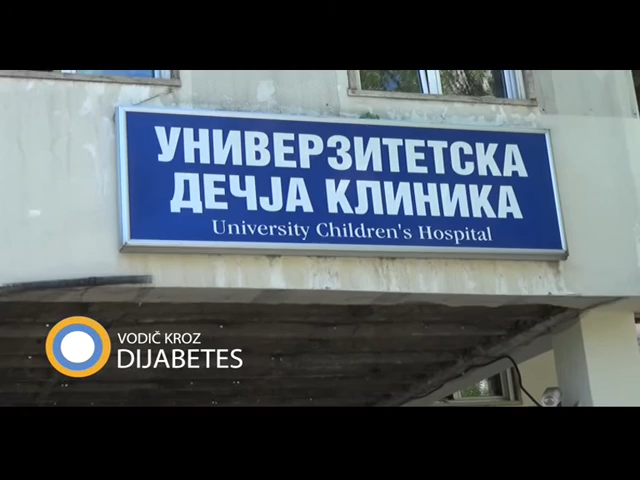 УНИВЕРЗИТЕТСКА
ДЕЧЈА КЛИНИКА
University Children's Hospital
VODIČ KROZ
DIJABETES